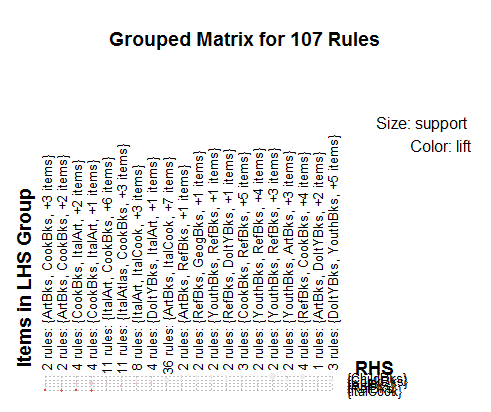 Grouped Matrix for 107 Rules
Size: support
Color: lift
Items in LHS Group
2 rules: {ArtBks, CookBks, +3 items}
2 rules: {ArtBks, CookBks, +2 items}
4 rules: {CookBks, ItalArt, +2 items}
4 rules: {CookBks, ItalArt, +1 items}
11 rules: {ItalArt, CookBks, +6 items}
11 rules: {ItalAtlas, CookBks, +3 items}
8 rules: {ItalArt, ItalCook, +3 items}
4 rules: {DoItYBks, ItalArt, +1 items}
36 rules: {ArtBks, ItalCook, +7 items}
2 rules: {ArtBks, RefBks, +1 items}
2 rules: {RefBks, GeogBks, +1 items}
2 rules: {YouthBks, RefBks, +1 items}
2 rules: {RefBks, DoItYBks, +1 items}
3 rules: {CookBks, RefBks, +5 items}
2 rules: {YouthBks, RefBks, +4 items}
2 rules: {YouthBks, RefBks, +3 items}
2 rules: {YouthBks, ArtBks, +3 items}
4 rules: {RefBks, CookBks, +4 items}
1 rules: {ArtBks, DoItYBks, +2 items}
3 rules: {DoItYBks, YouthBks, +5 items}
RHS
{ChildBks}
{ItalCook}